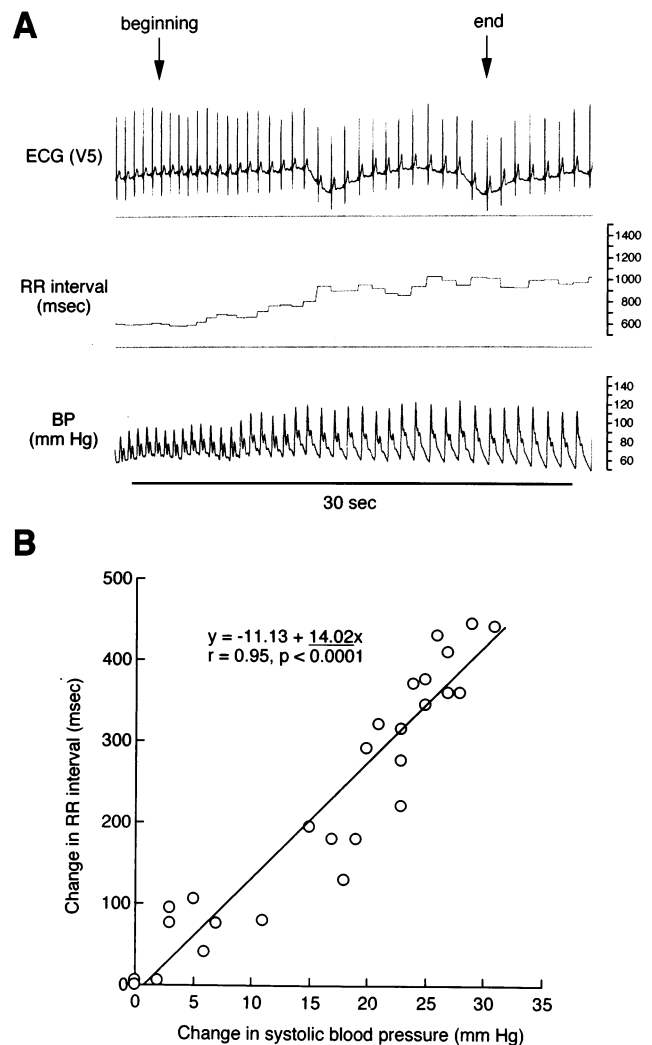 A
beginning
end
ECG (V5)
RR interval
(msec)
1400
1200
1000
800
600
BP
(mm Hg)
140
120
100
80
60
30 sec
B
500
400
300
200
100
0
y = -11.13 + 14.02x
r = 0.95, p < 0.0001
Change in RR interval (msec)
0
5
10
15
20
25
30
35
Change in systolic blood pressure (mm Hg)